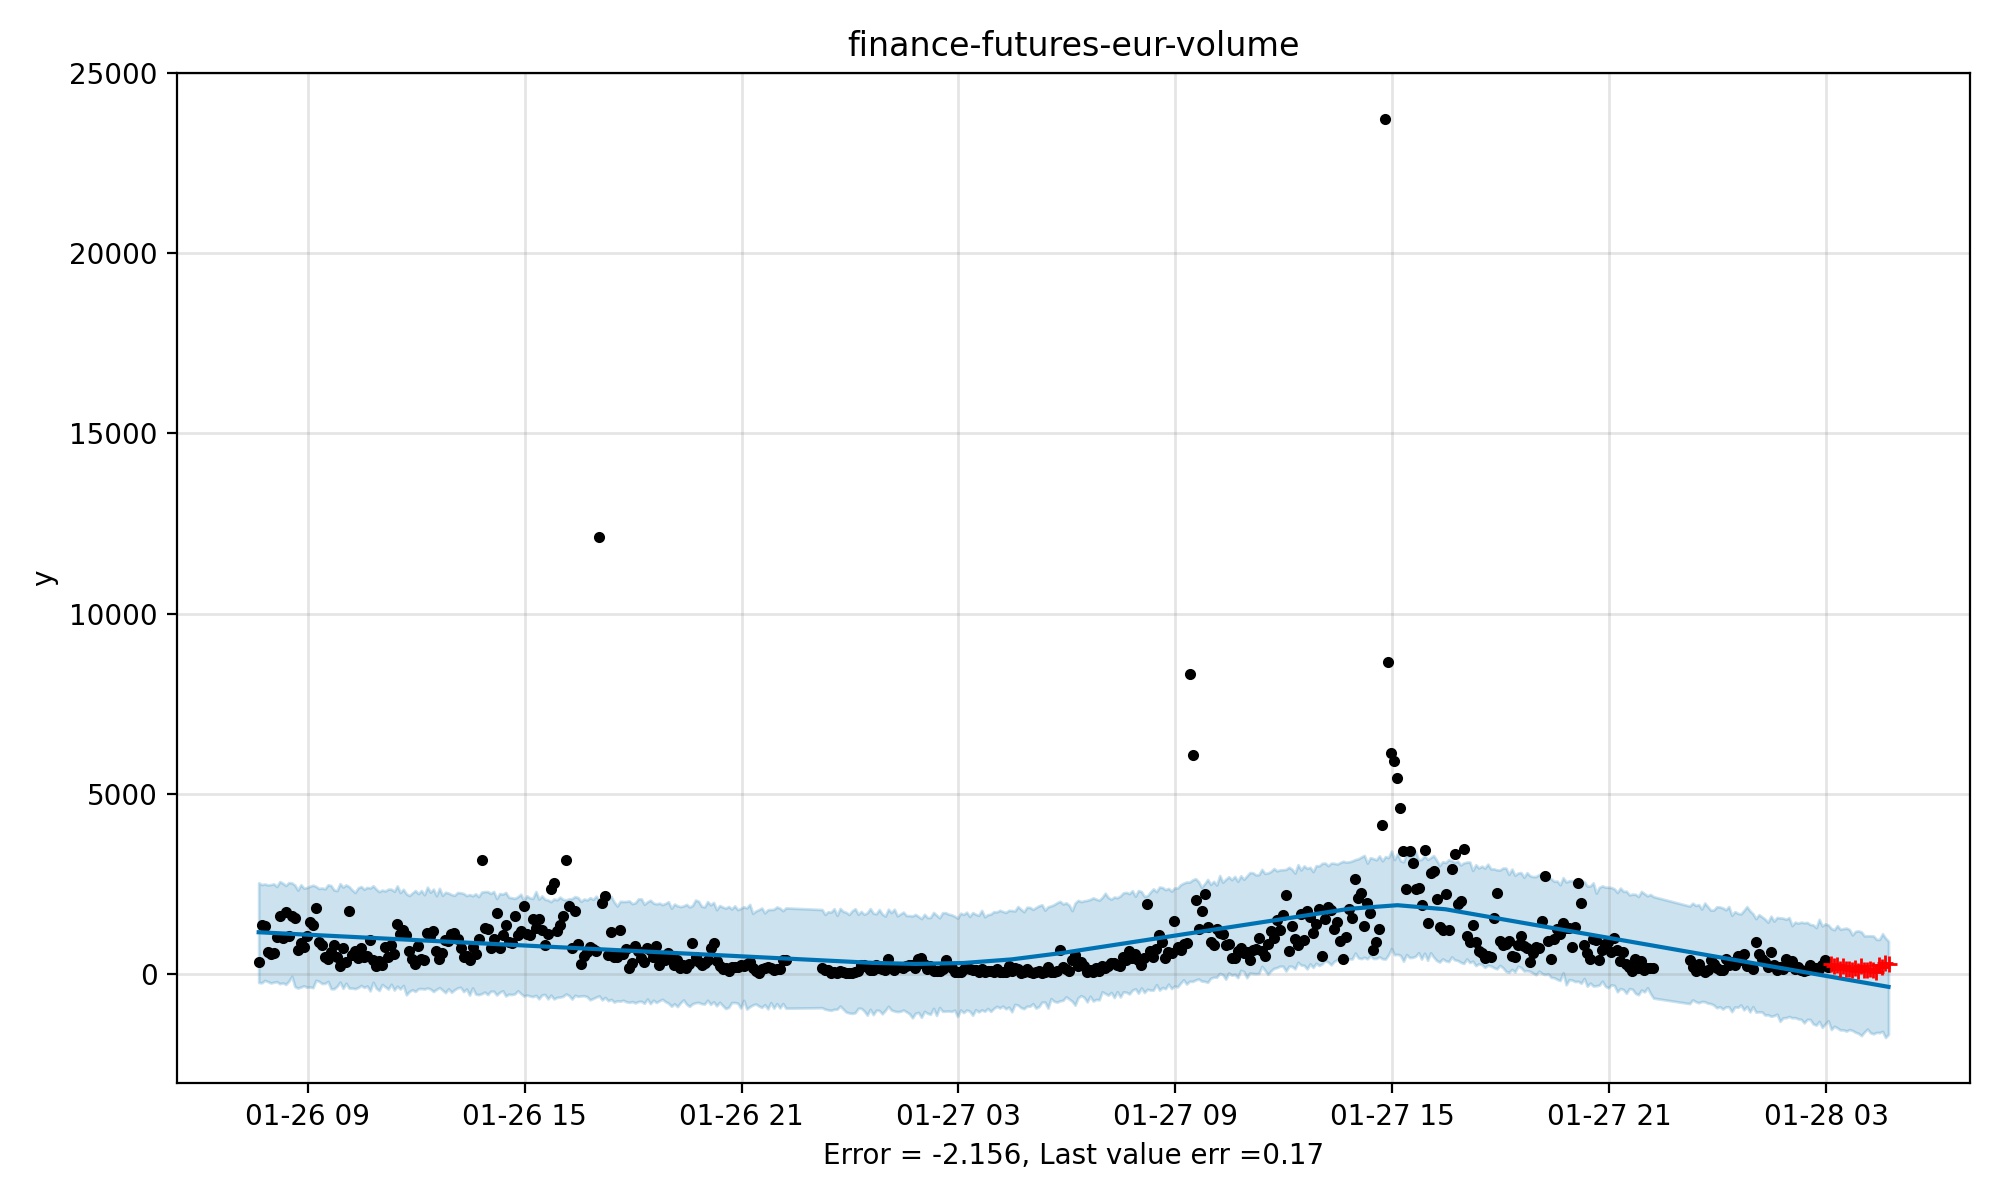 finance-futures-eur-volume
25000
20000
15000
10000
5000
0
y
01-26 09 01-26 15 01-26 21 01-27 03 01-27 09 01-27 15 01-27 21 01-28 03
Error = -2.156, Last value err =0.17